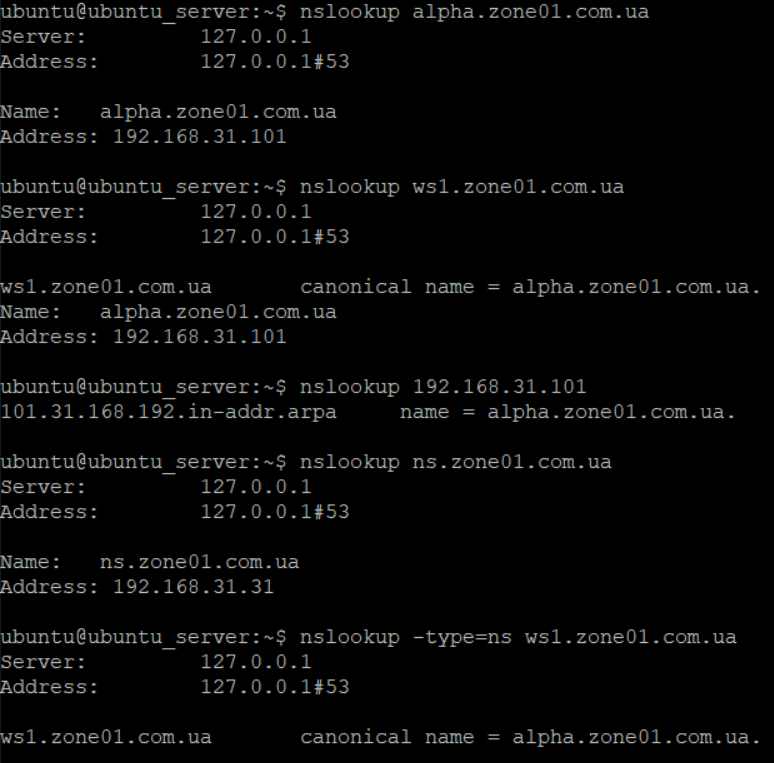 ubuntu@ubuntu_server:~$ nslookup alpha.zone01.com.ua
Server:         127.0.0.1
Address:        127.0.0.1#53

Name:   alpha.zone01.com.ua
Address: 192.168.31.101

ubuntu@ubuntu_server:~$ nslookup ws1.zone01.com.ua
Server:         127.0.0.1
Address:        127.0.0.1#53

ws1.zone01.com.ua       canonical name = alpha.zone01.com.ua.
Name:   alpha.zone01.com.ua
Address: 192.168.31.101

ubuntu@ubuntu_server:~$ nslookup 192.168.31.101
101.31.168.192.in-addr.arpa     name = alpha.zone01.com.ua.

ubuntu@ubuntu_server:~$ nslookup ns.zone01.com.ua
Server:         127.0.0.1
Address:        127.0.0.1#53

Name:   ns.zone01.com.ua
Address: 192.168.31.31

ubuntu@ubuntu_server:~$ nslookup -type=ns ws1.zone01.com.ua
Server:         127.0.0.1
Address:        127.0.0.1#53

ws1.zone01.com.ua       canonical name = alpha.zone01.com.ua.